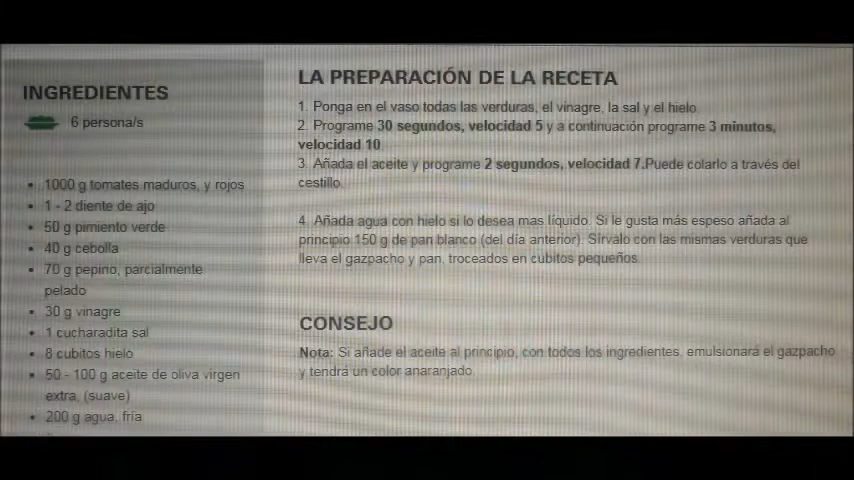 INGREDIENTES
6 persona/s
1000 g tomates maduros, y rojos
1 - 2 diente de ajo
50 g pimiento verde
40 g cebolla
70 g pepino, parcialmente
pelado
30 g vinagre
1 cucharadita sal
8 cubitos hielo
50 - 100 g aceite de oliva virgen
extra, (suave)
200 g agua, fría
LA PREPARACIÓN DE LA RECETA
1. Ponga en el vaso todas las verduras, el vinagre, la sal y el hielo.
2. Programe 30 segundos, velocidad 5 y a continuación programe 3 minutos,
velocidad 10.
3. Añada el aceite y programe 2 segundos, velocidad 7.Puede colarlo a través del
cestillo.
4. Añada agua con hielo si lo desea mas líquido. Si le gusta más espeso añada al
principio 150 g de pan blanco (del día anterior). Sírvalo con las mismas verduras que
lleva el gazpacho y pan, troceados en cubitos pequeños.
CONSEJO
Nota: Si añade el aceite al principio, con todos los ingredientes, emulsionará el gazpacho
y tendrá un color anaranjado.